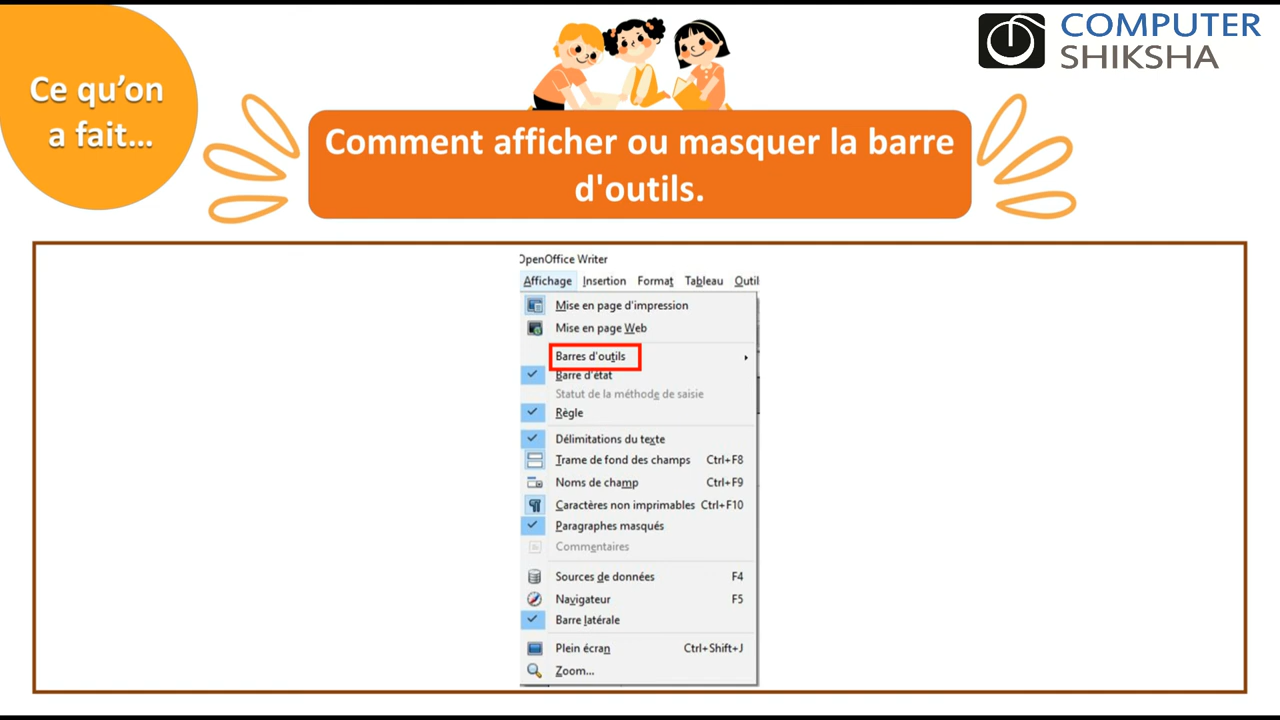 Ce qu’on
a fait...
COMPUTER
SHIKSHA
Comment afficher ou masquer la barre
d'outils.
OpenOffice Writer
Affichage Insertion Format Tableau Outil
Mise en page d'impression
Mise en page Web
Barres d'outils
Barre d'état
Statut de la méthode de saisie
Règle
Délimitations du texte
Trame de fond des champs Ctrl+F8
Noms de champ Ctrl+F9
Caractères non imprimables Ctrl+F10
Paragraphes masqués
Commentaires
Sources de données F4
Navigateur F5
Barre latérale
Plein écran Ctrl+Shift+J
Zoom...